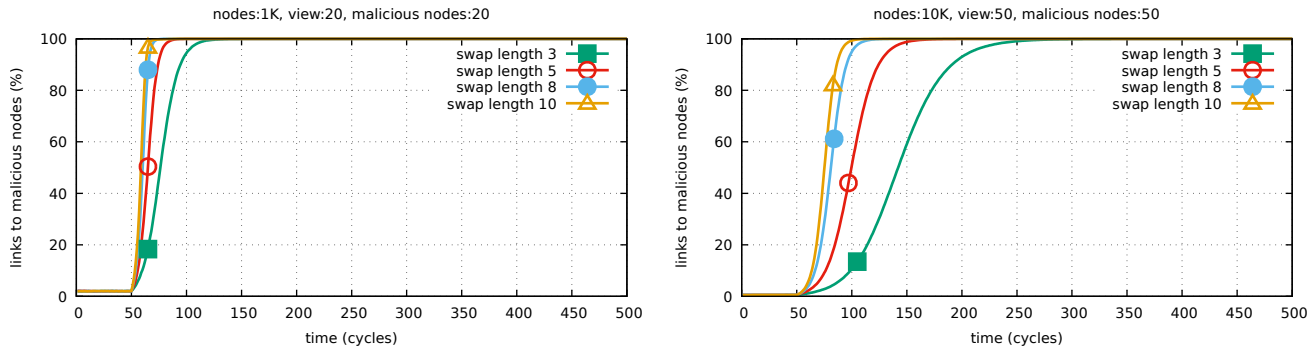 nodes:1K, view:20, malicious nodes:20
100
80
60
40
20
0
links to malicious nodes (%)
swap length 3
swap length 5
swap length 8
swap length 10
0 50 100 150 200 250 300 350 400 450 500
time (cycles)
nodes:10K, view:50, malicious nodes:50
100
80
60
40
20
0
links to malicious nodes (%)
swap length 3
swap length 5
swap length 8
swap length 10
0 50 100 150 200 250 300 350 400 450 500
time (cycles)